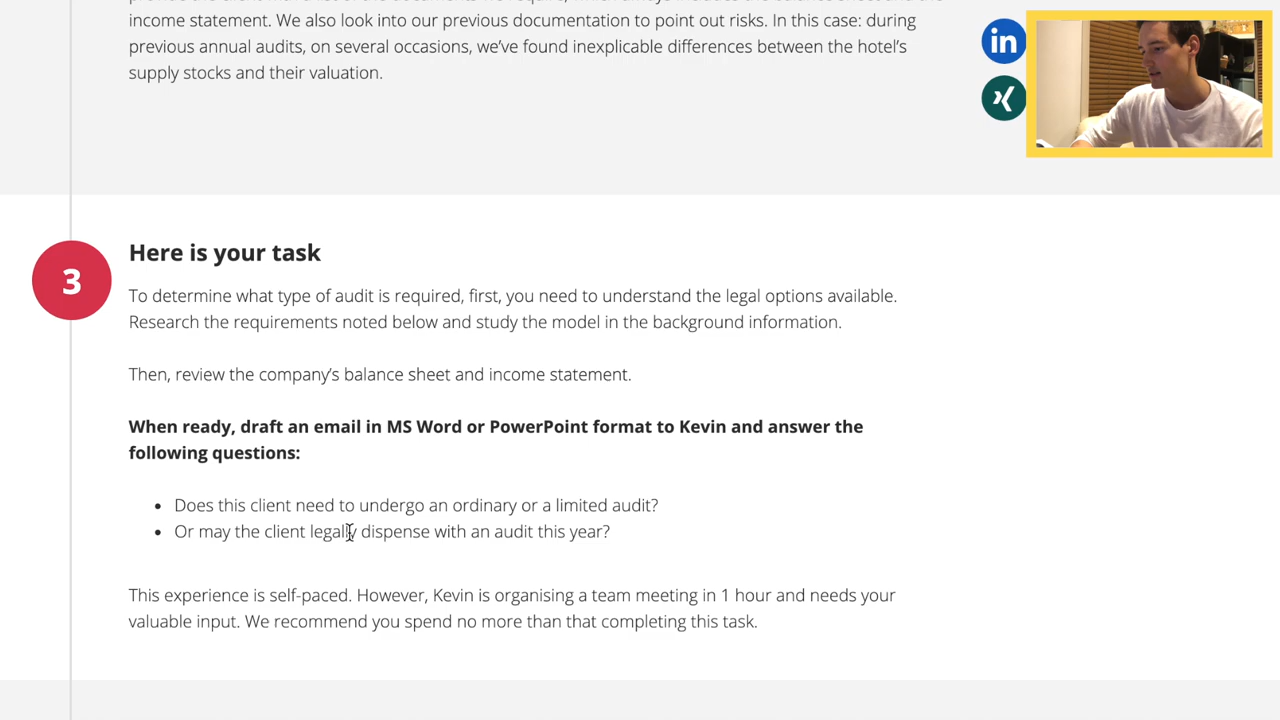 income statement. We also look into our previous documentation to point out risks. In this case: during
previous annual audits, on several occasions, we've found inexplicable differences between the hotel's
supply stocks and their valuation.
in
3
Here is your task
To determine what type of audit is required, first, you need to understand the legal options available.
Research the requirements noted below and study the model in the background information.
Then, review the company's balance sheet and income statement.
When ready, draft an email in MS Word or PowerPoint format to Kevin and answer the
following questions:
• Does this client need to undergo an ordinary or a limited audit?
• Or may the client legally dispense with an audit this year?
This experience is self-paced. However, Kevin is organising a team meeting in 1 hour and needs your
valuable input. We recommend you spend no more than that completing this task.